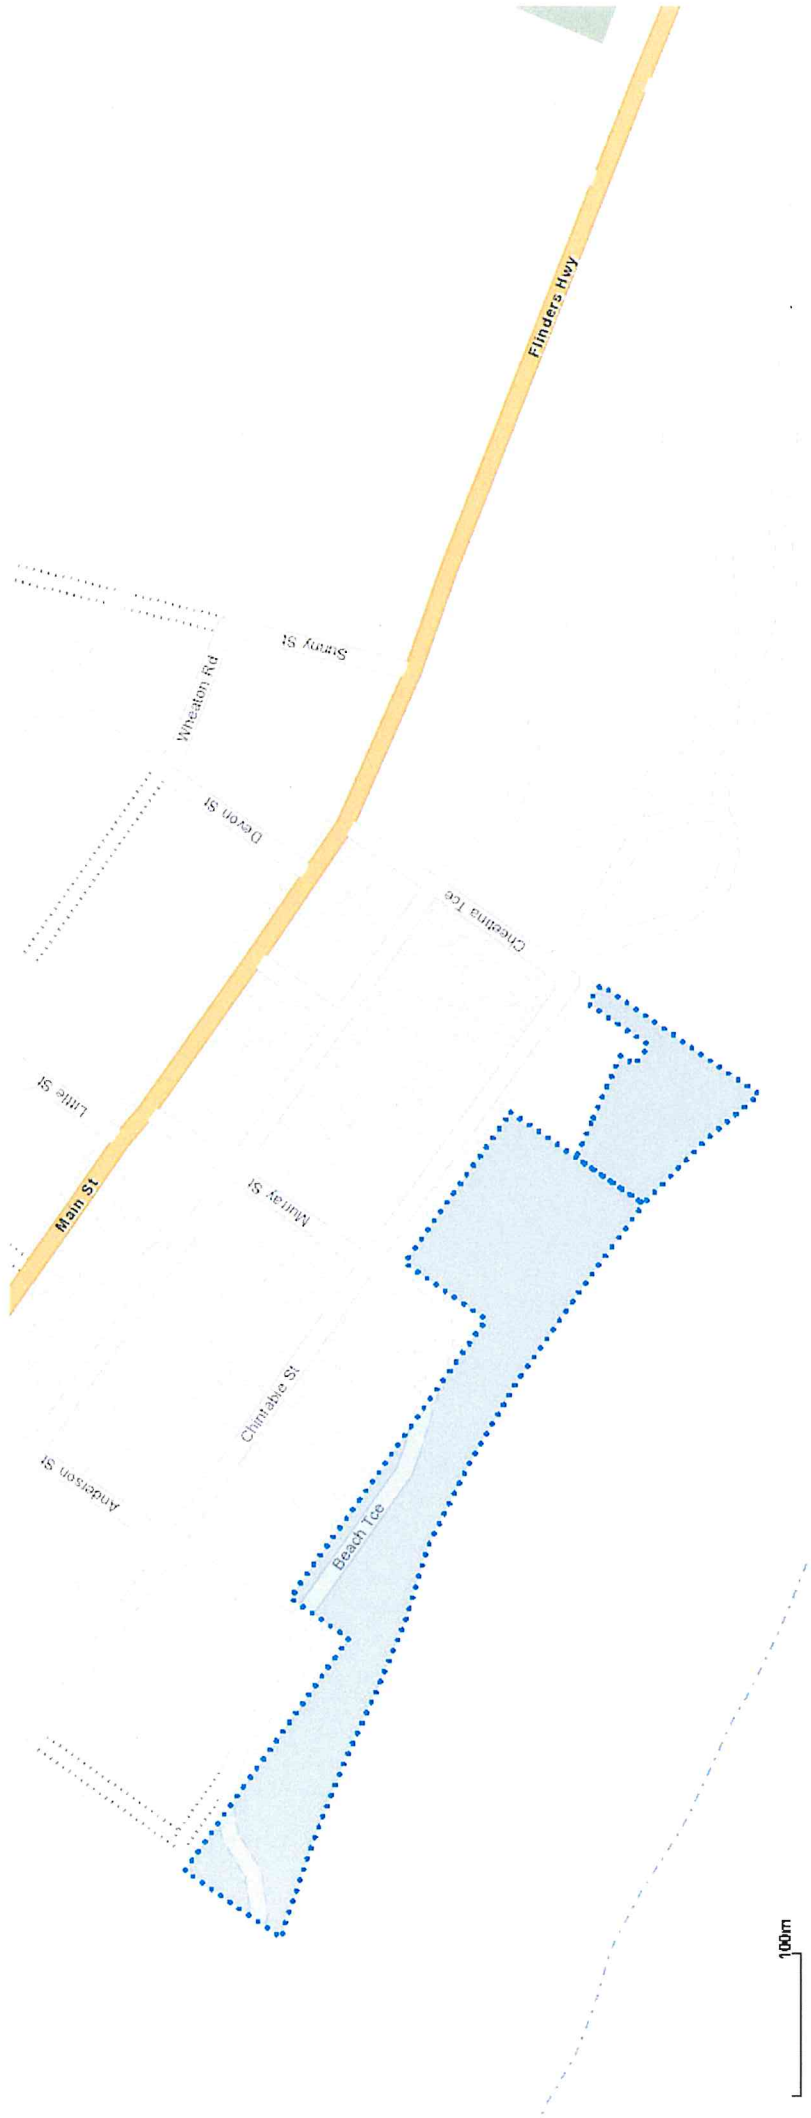 Flinders Hwy
Sunny St
Wheaton Rd
Devon St
Cheetina Tce
Little St
Main St
Murray St
Chintabie St
Anderson St
Beach Tce
100m